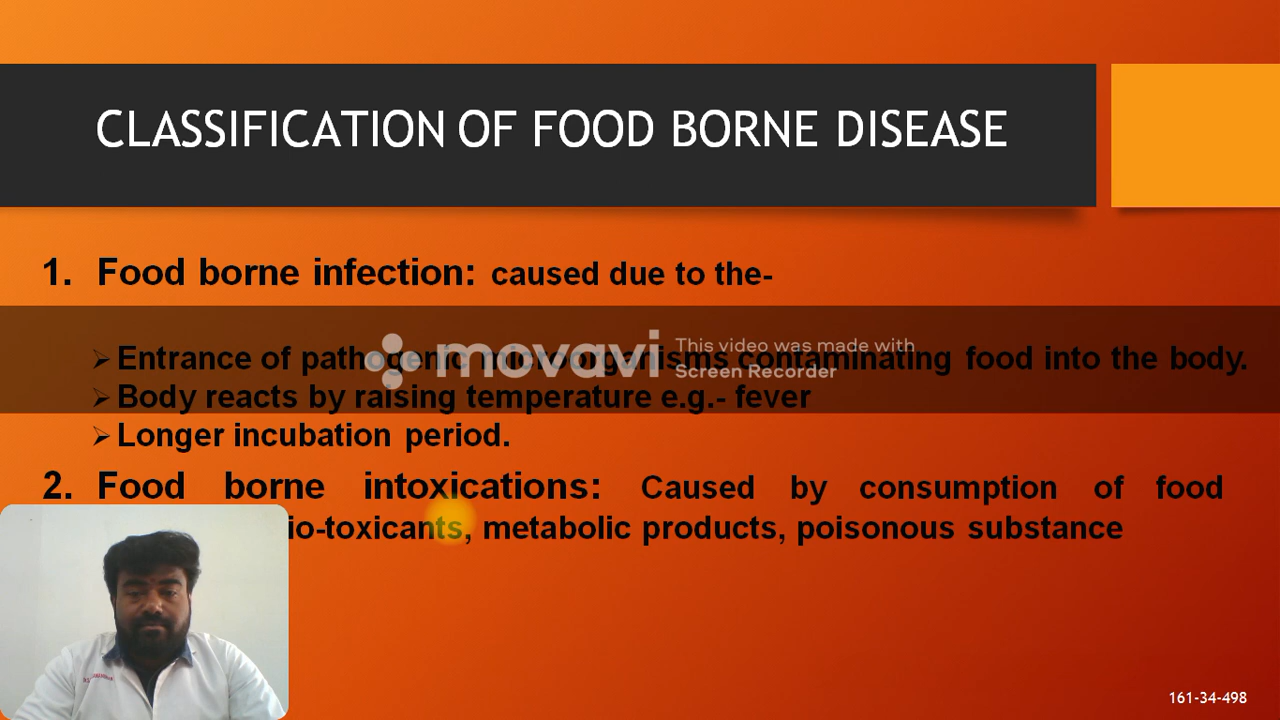 CLASSIFICATION OF FOOD BORNE DISEASE
1. Food borne infection: caused due to the-
movavi This video was made with
Screen Recorder
➢ Entrance of pathogenic microorganisms contaminating food into the body.
➢ Body reacts by raising temperature e.g.- fever
➢ Longer incubation period.
2. Food borne intoxications: Caused by consumption of food
io-toxicants, metabolic products, poisonous substance
161-34-498